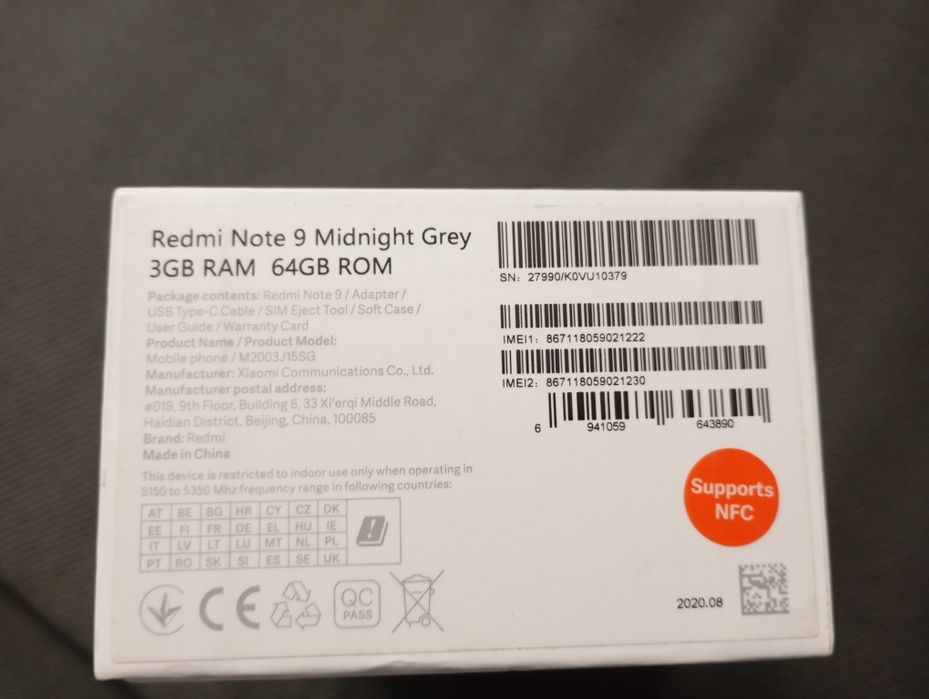 Redmi Note 9 Midnight Grey
3GB RAM 64GB ROM
Package contents: Redmi Note 9 / Adapter /
USB Type-C Cable / SIM Eject Tool / Soft Case /
User Guide / Warranty Card
Product Name / Product Model:
Mobile phone / M2003J15SG
Manufacturer: Xiaomi Communications Co., Ltd.
Manufacturer postal address:
#019, 9th Floor, Building 6, 33 Xi'erqi Middle Road,
Haidian District, Beijing, China, 100085
Brand: Redmi
Made in China
This device is restricted to indoor use only when operating in
5150 to 5350 Mhz frequency range in following countries:
AT BE BG HR CY CZ DK
EE FI FR DE EL HU IE
IT LV LT LU MT NL PL
PT RO SK SI ES SE UK
CE
QC
PASS
SN: 27990/K0VU10379
IMEI1: 867118059021222
IMEI2: 867118059021230
6 941059 643890
Supports
NFC
2020.08